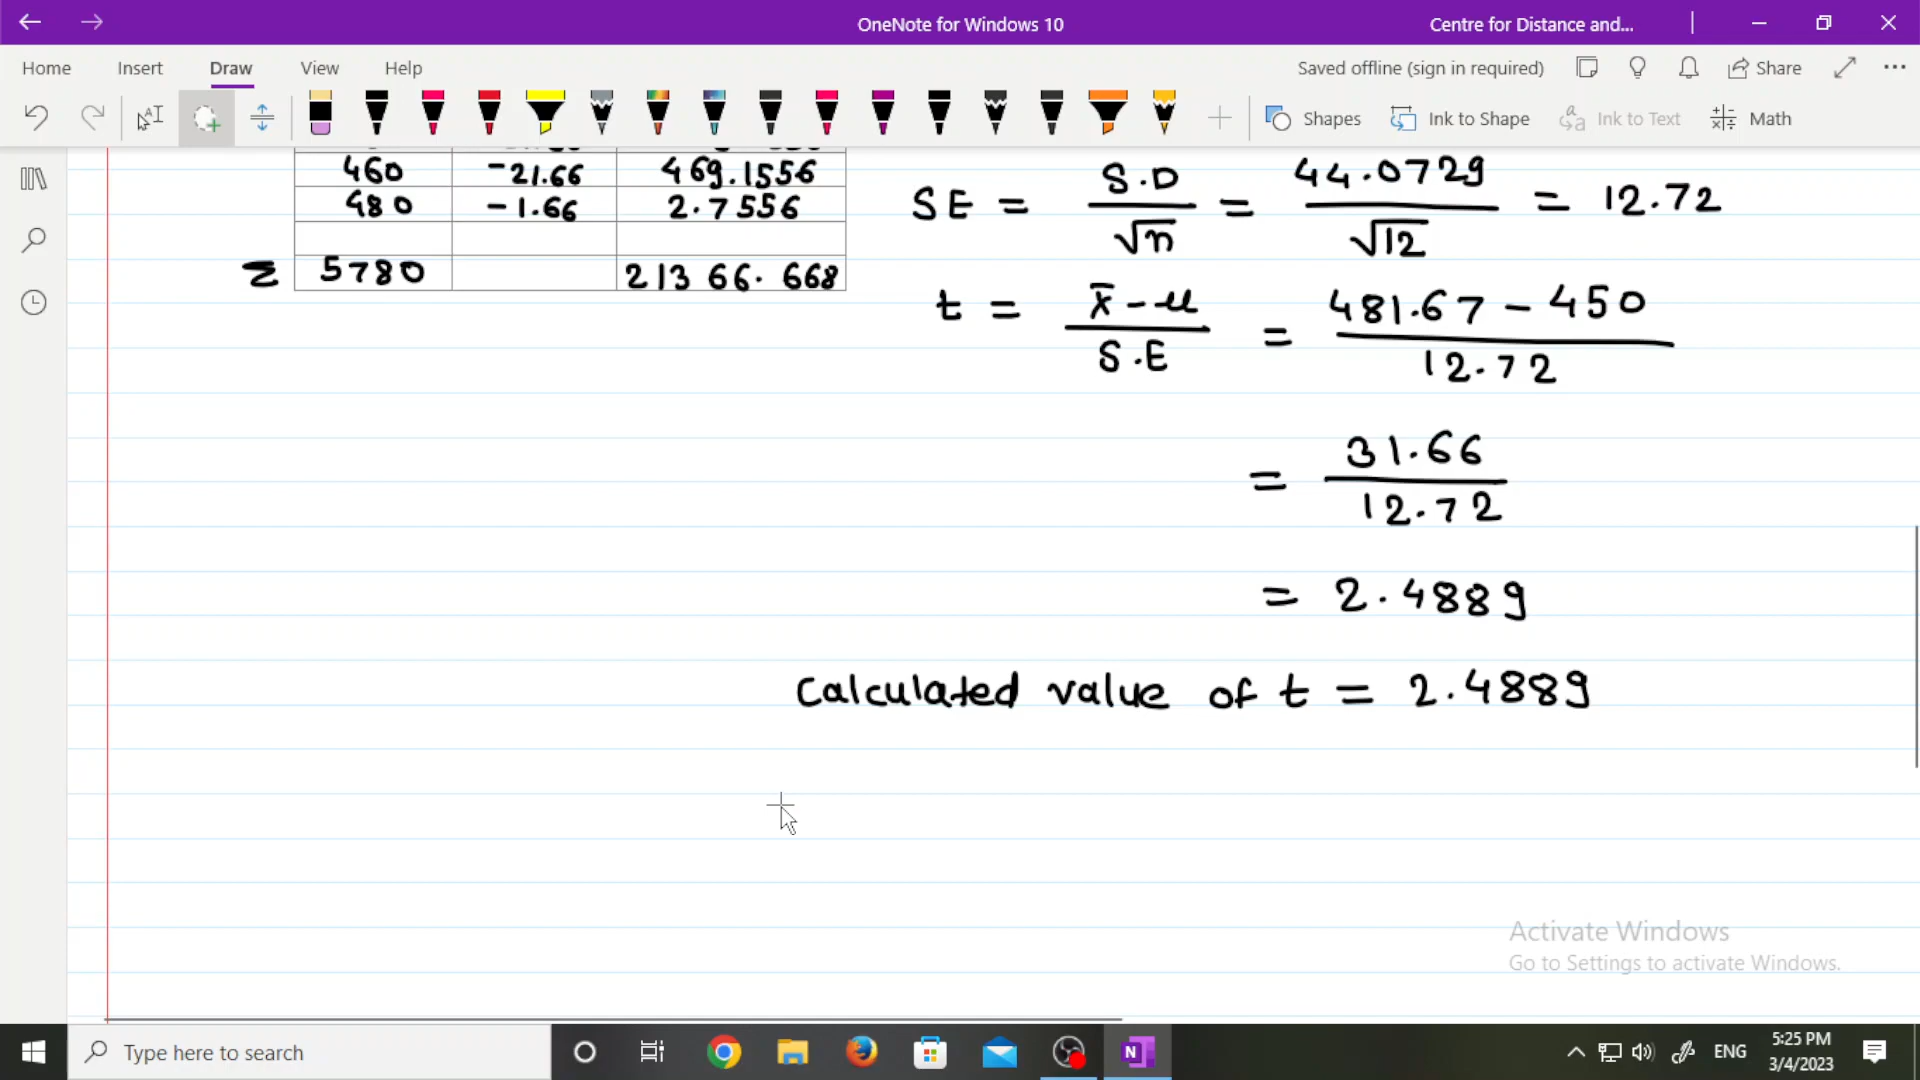 OneNote for Windows 10
Centre for Distance and...
Home Insert Draw View Help
Saved offline (sign in required)
Share
Shapes
Ink to Shape
Ink to Text
Math
460 -21.66 469.1556
480 -1.66 2.7556
Σ 5780 21366.668
SE = S.D / √n = 44.0729 / √12 = 12.72
t = x̄ - μ / S.E = 481.67 - 450 / 12.72
= 31.66 / 12.72
= 2.4889
Calculated value of t = 2.4889
Activate Windows
Go to Settings to activate Windows.
Type here to search
ENG
5:25 PM
3/4/2023